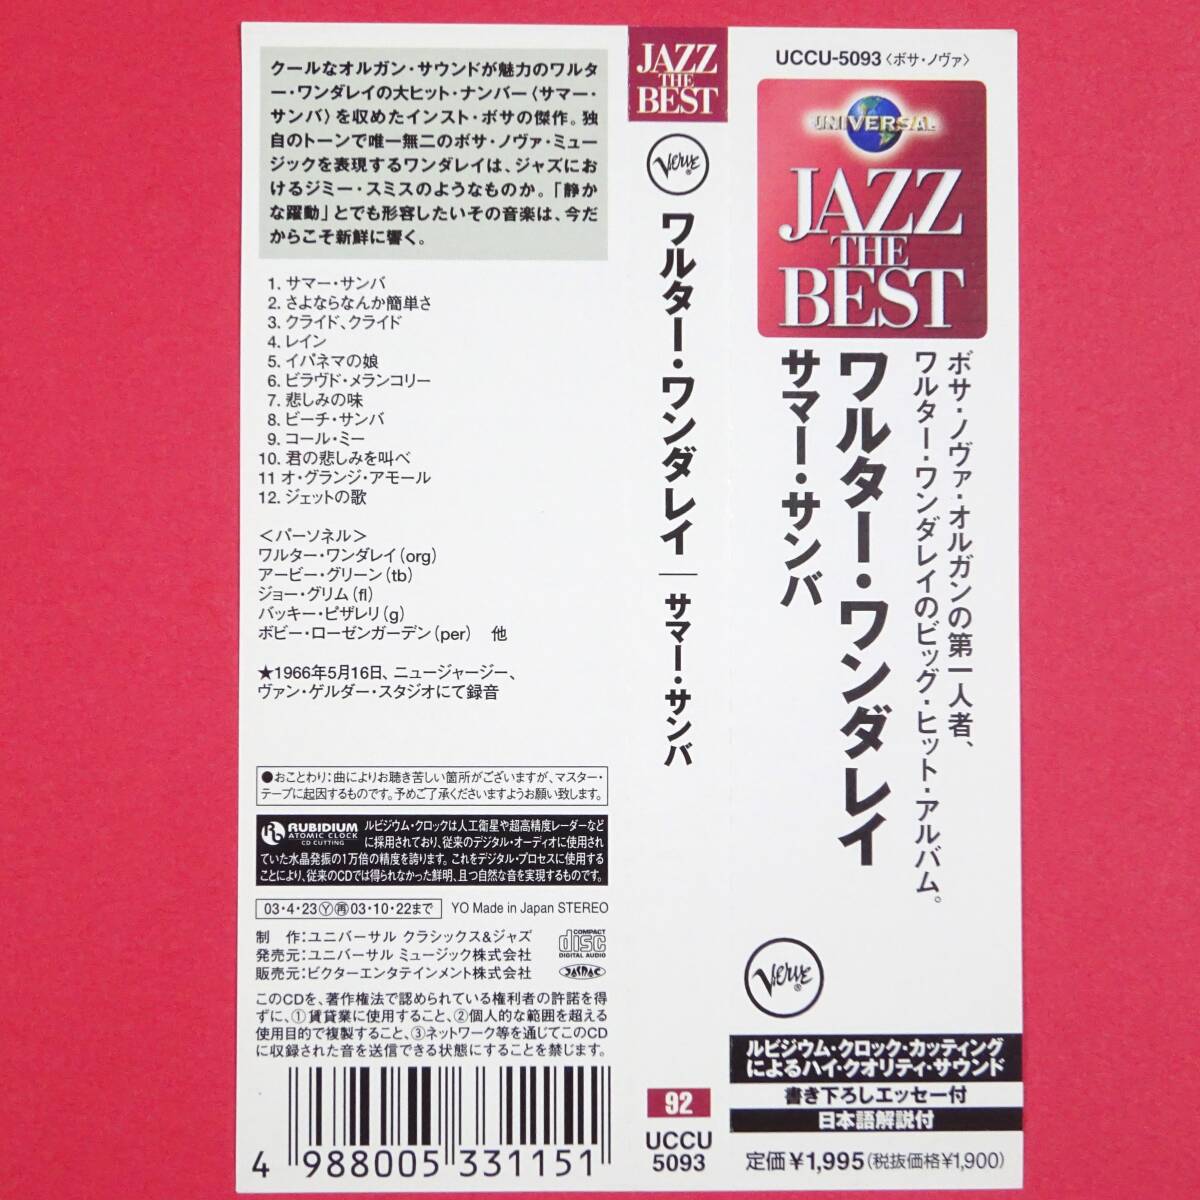 クールなオルガン・サウンドが魅力のワルタ
ー・ワンダレイの大ヒット・ナンバー〈サマー・
サンバ〉を収めたインスト・ボサの傑作。独
自のトーンで唯一無二のボサ・ノヴァ・ミュー
ジックを表現するワンダレイは、ジャズにお
けるジミー・スミスのようなものか。「静か
な躍動」とでも形容したいその音楽は、今だ
からこそ新鮮に響く。
1. サマー・サンバ
2. さよならなんか簡単さ
3. クライド、クライド
4. レイン
5. イパネマの娘
6. ビラヴド・メランコリー
7. 悲しみの味
8. ビーチ・サンバ
9. コール・ミー
10. 君の悲しみを叫べ
11 オ・グランジ・アモール
12. ジェットの歌
＜パーソネル＞
ワルター・ワンダレイ(org)
アービー・グリーン(tb)
ジョー・グリム(fl)
バッキー・ピザレリ(g)
ボビー・ローゼンガーデン(per) 他
★1966年5月16日、ニュージャージー、
ヴァン・ゲルダー・スタジオにて録音
●おことわり:曲によりお聴き苦しい箇所がございますが、マスター・
テープに起因するものです。予めご了承くださいますようお願い致します。
RUBIDIUM
ATOMIC CLOCK
CD CUTTING
ルビジウム・クロックは人工衛星や超高精度レーダーなど
に採用されており、従来のデジタル・オーディオに使用され
ていた水晶発振の1万倍の精度を誇ります。これをデジタル・プロセスに使用する
ことにより、従来のCDでは得られなかった鮮明、且つ自然な音を実現するものです。
03・4・23Ⓨ㊢03・10・22まで YO Made in Japan STEREO
制 作:ユニバーサル クラシックス&ジャズ
発売元:ユニバーサル ミュージック株式会社
販売元:ビクターエンタテインメント株式会社
COMPACT
disc
DIGITAL AUDIO
JASRAC
このCDを、著作権法で認められている権利者の許諾を得
ずに、①賃貸業に使用すること、②個人的な範囲を超える
使用目的で複製すること、③ネットワーク等を通じてこのCD
に収録された音を送信できる状態にすることを禁じます。
4 988005 331151
JAZZ
THE
BEST
Verve
ワルター・ワンダレイ｜サマー・サンバ
92
UCCU
5093
UCCU-5093〈ボサ・ノヴァ〉
UNIVERSAL
JAZZ
THE
BEST
ボサ・ノヴァ・オルガンの第一人者、
ワルター・ワンダレイのビッグ・ヒット・アルバム。
ワルター・ワンダレイ
サマー・サンバ
Verve
ルビジウム・クロック・カッティング
によるハイ・クオリティ・サウンド
書き下ろしエッセー付
日本語解説付
定価￥1,995(税抜価格￥1,900)